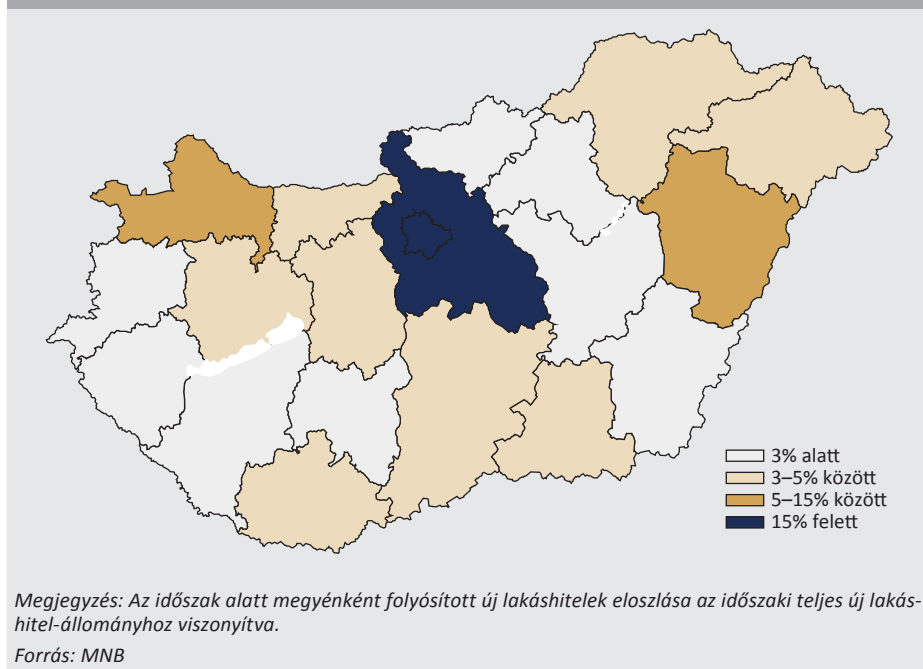 3% alatt
3–5% között
5–15% között
15% felett
Megjegyzés: Az időszak alatt megyénként folyósított új lakáshitelek eloszlása az időszaki teljes új lakás-
hitel-állományhoz viszonyítva.
Forrás: MNB